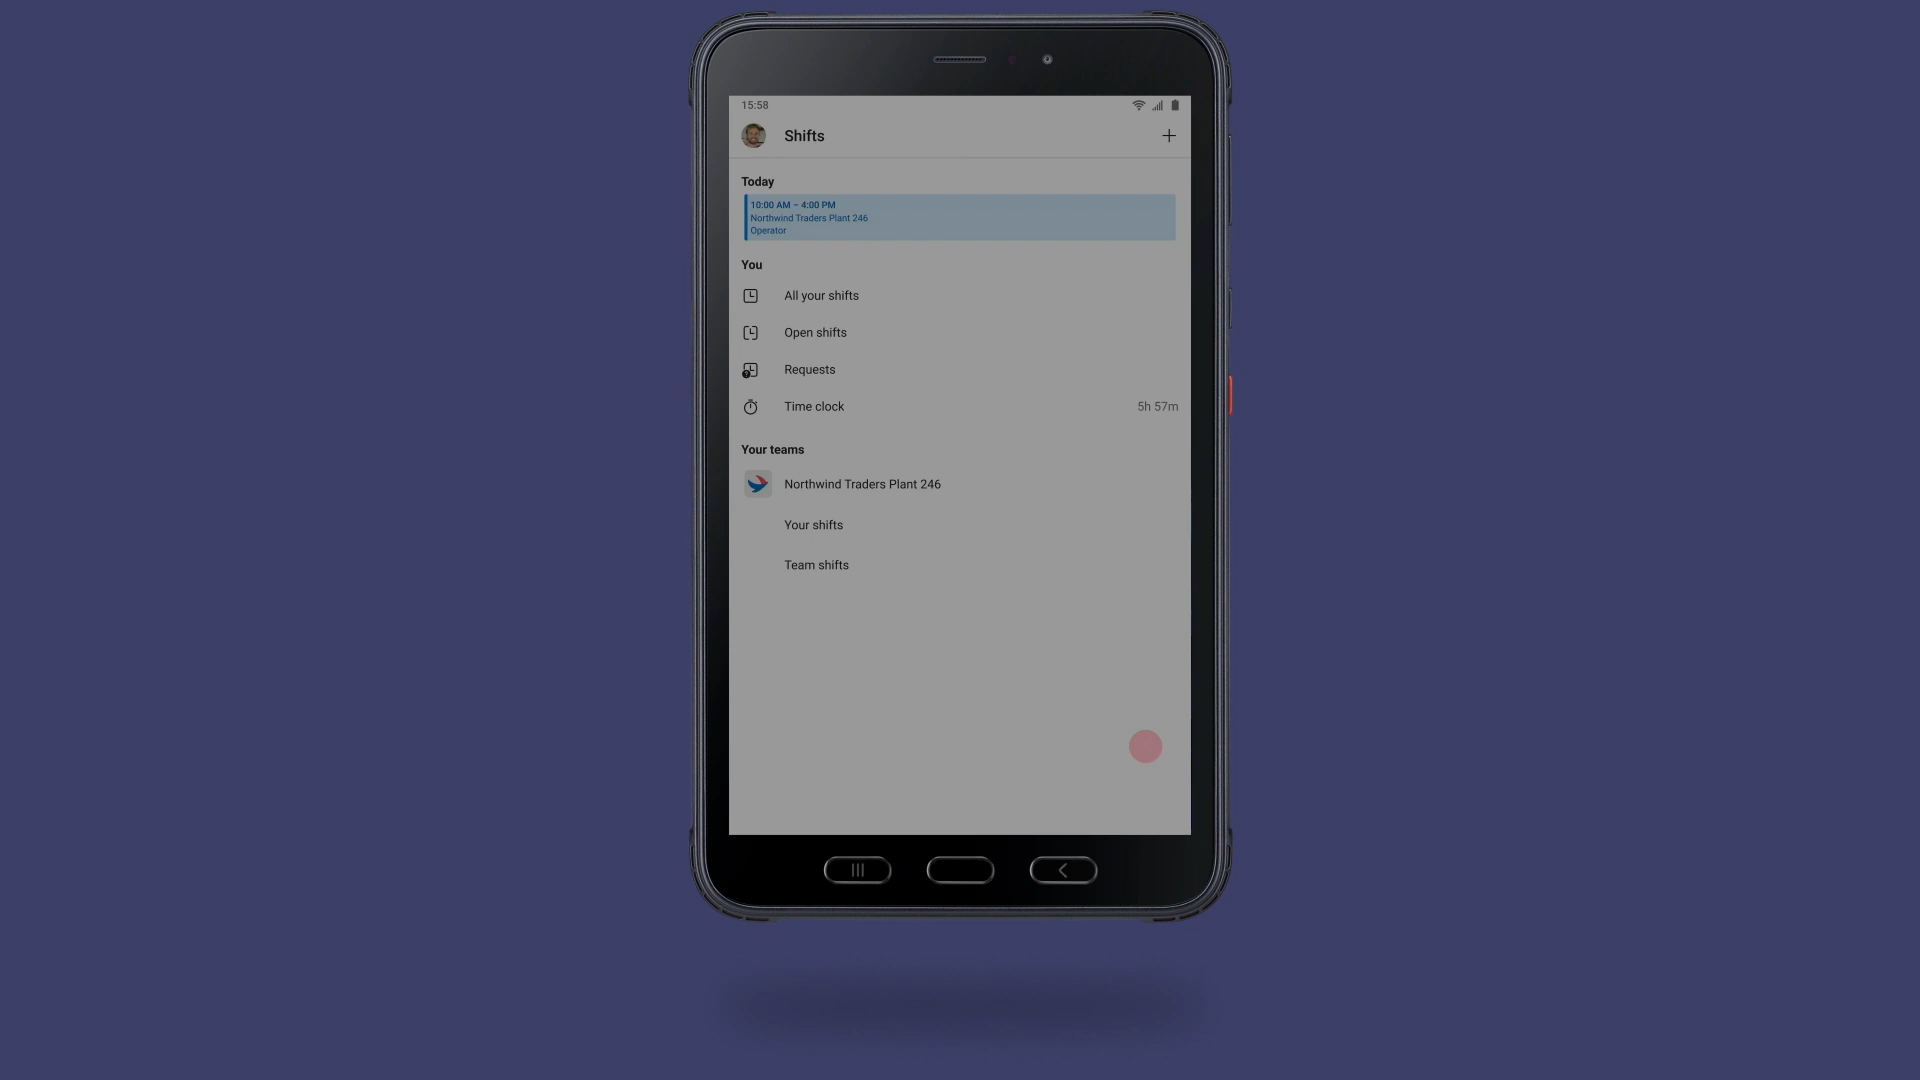 15:58
Shifts
Today
10:00 AM – 4:00 PM
Northwind Traders Plant 246
Operator
You
All your shifts
Open shifts
Requests
Time clock
5h 57m
Your teams
Northwind Traders Plant 246
Your shifts
Team shifts